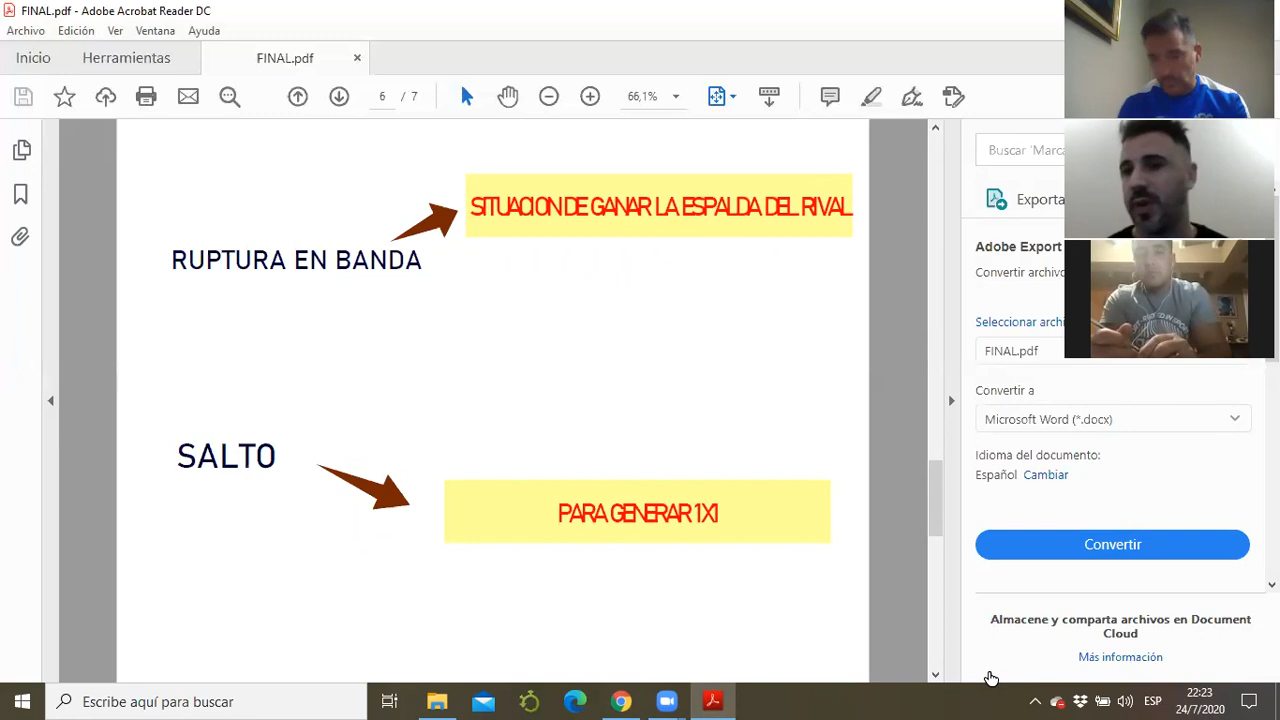 FINAL.pdf - Adobe Acrobat Reader DC
Archivo Edición Ver Ventana Ayuda
Inicio Herramientas FINAL.pdf ×
6 / 7 66,1%
SITUACION DE GANAR LA ESPALDA DEL RIVAL
RUPTURA EN BANDA
SALTO
PARA GENERAR 1X1
Buscar 'Marca
Exporta
Adobe Export
Convertir archivo
Seleccionar archi
FINAL.pdf
Convertir a
Microsoft Word (*.docx)
Idioma del documento:
Español Cambiar
Convertir
Almacene y comparta archivos en Document
Cloud
Más información
Escribe aquí para buscar
ESP
22:23
24/7/2020